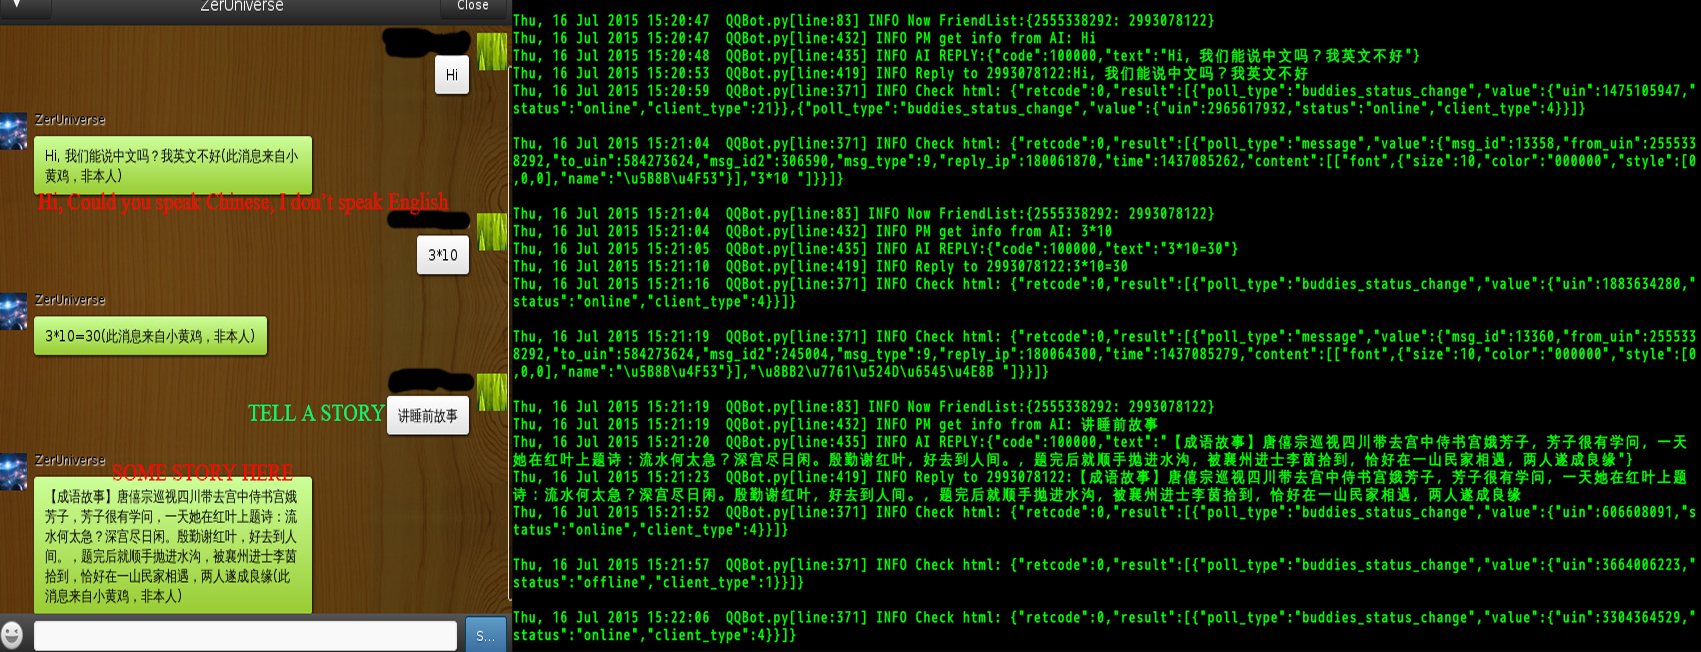 ZerUniverse
Close
Hi
ZerUniverse
Hi, 我们能说中文吗？我英文不好(此消息来自小
黄鸡，非本人)
Hi, Could you speak Chinese, I don't speak English
3*10
ZerUniverse
3*10=30(此消息来自小黄鸡，非本人)
TELL A STORY
讲睡前故事
ZerUniverse
SOME STORY HERE
【成语故事】唐僖宗巡视四川带去宫中侍书宫娥
芳子，芳子很有学问，一天她在红叶上题诗：流
水何太急？深宫尽日闲。殷勤谢红叶，好去到人
间。，题完后就顺手抛进水沟，被襄州进士李茵
拾到，恰好在一山民家相遇，两人遂成良缘(此
消息来自小黄鸡，非本人)
S...
Thu, 16 Jul 2015 15:20:47  QQBot.py[line:83] INFO Now FriendList:{2555338292: 2993078122}
Thu, 16 Jul 2015 15:20:47  QQBot.py[line:432] INFO PM get info from AI: Hi
Thu, 16 Jul 2015 15:20:48  QQBot.py[line:435] INFO AI REPLY:{"code":100000,"text":"Hi, 我们能说中文吗？我英文不好"}
Thu, 16 Jul 2015 15:20:53  QQBot.py[line:419] INFO Reply to 2993078122:Hi, 我们能说中文吗？我英文不好
Thu, 16 Jul 2015 15:20:59  QQBot.py[line:371] INFO Check html: {"retcode":0,"result":[{"poll_type":"buddies_status_change","value":{"uin":1475105947,"
status":"online","client_type":21}},{"poll_type":"buddies_status_change","value":{"uin":2965617932,"status":"online","client_type":4}}]}
Thu, 16 Jul 2015 15:21:04  QQBot.py[line:371] INFO Check html: {"retcode":0,"result":[{"poll_type":"message","value":{"msg_id":13358,"from_uin":255533
8292,"to_uin":584273624,"msg_id2":306590,"msg_type":9,"reply_ip":180061870,"time":1437085262,"content":[["font",{"size":10,"color":"000000","style":[0
,0,0],"name":"\u5B8B\u4F53"}],"3*10 "]}}]}
Thu, 16 Jul 2015 15:21:04  QQBot.py[line:83] INFO Now FriendList:{2555338292: 2993078122}
Thu, 16 Jul 2015 15:21:04  QQBot.py[line:432] INFO PM get info from AI: 3*10
Thu, 16 Jul 2015 15:21:05  QQBot.py[line:435] INFO AI REPLY:{"code":100000,"text":"3*10=30"}
Thu, 16 Jul 2015 15:21:10  QQBot.py[line:419] INFO Reply to 2993078122:3*10=30
Thu, 16 Jul 2015 15:21:16  QQBot.py[line:371] INFO Check html: {"retcode":0,"result":[{"poll_type":"buddies_status_change","value":{"uin":1883634280,"
status":"online","client_type":4}}]}
Thu, 16 Jul 2015 15:21:19  QQBot.py[line:371] INFO Check html: {"retcode":0,"result":[{"poll_type":"message","value":{"msg_id":13360,"from_uin":255533
8292,"to_uin":584273624,"msg_id2":245004,"msg_type":9,"reply_ip":180064300,"time":1437085279,"content":[["font",{"size":10,"color":"000000","style":[0
,0,0],"name":"\u5B8B\u4F53"}],"\u8BB2\u7761\u524D\u6545\u4E8B "]}}]}
Thu, 16 Jul 2015 15:21:19  QQBot.py[line:83] INFO Now FriendList:{2555338292: 2993078122}
Thu, 16 Jul 2015 15:21:19  QQBot.py[line:432] INFO PM get info from AI: 讲睡前故事
Thu, 16 Jul 2015 15:21:20  QQBot.py[line:435] INFO AI REPLY:{"code":100000,"text":"【成语故事】唐僖宗巡视四川带去宫中侍书宫娥芳子，芳子很有学问，一天
她在红叶上题诗：流水何太急？深宫尽日闲。殷勤谢红叶，好去到人间。，题完后就顺手抛进水沟，被襄州进士李茵拾到，恰好在一山民家相遇，两人遂成良缘"}
Thu, 16 Jul 2015 15:21:23  QQBot.py[line:419] INFO Reply to 2993078122:【成语故事】唐僖宗巡视四川带去宫中侍书宫娥芳子，芳子很有学问，一天她在红叶上题
诗：流水何太急？深宫尽日闲。殷勤谢红叶，好去到人间。，题完后就顺手抛进水沟，被襄州进士李茵拾到，恰好在一山民家相遇，两人遂成良缘
Thu, 16 Jul 2015 15:21:52  QQBot.py[line:371] INFO Check html: {"retcode":0,"result":[{"poll_type":"buddies_status_change","value":{"uin":606608091,"s
tatus":"online","client_type":4}}]}
Thu, 16 Jul 2015 15:21:57  QQBot.py[line:371] INFO Check html: {"retcode":0,"result":[{"poll_type":"buddies_status_change","value":{"uin":3664006223,"
status":"offline","client_type":1}}]}
Thu, 16 Jul 2015 15:22:06  QQBot.py[line:371] INFO Check html: {"retcode":0,"result":[{"poll_type":"buddies_status_change","value":{"uin":3304364529,"
status":"online","client_type":4}}]}